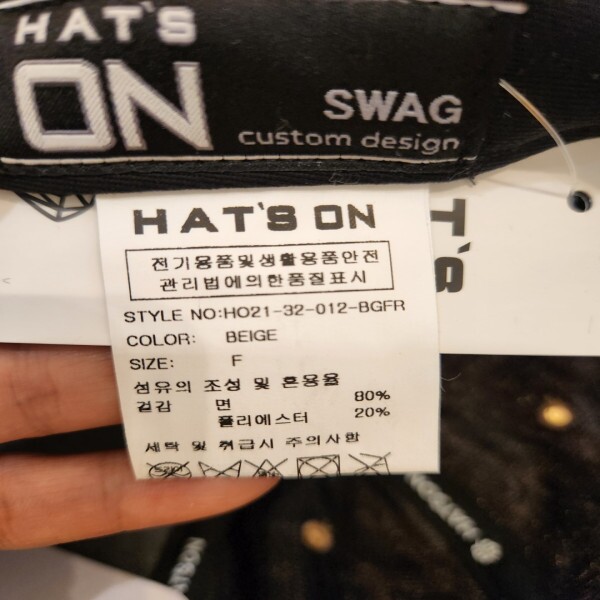 HAT'S
ON
SWAG
custom design
HAT'S ON
전기용품및생활용품안전
관리법에의한품질표시
STYLE NO:HO21-32-012-BGFR
COLOR: BEIGE
SIZE: F
섬유의 조성 및 혼용율
겉감 면 80%
폴리에스터 20%
세탁 및 취급시 주의사항